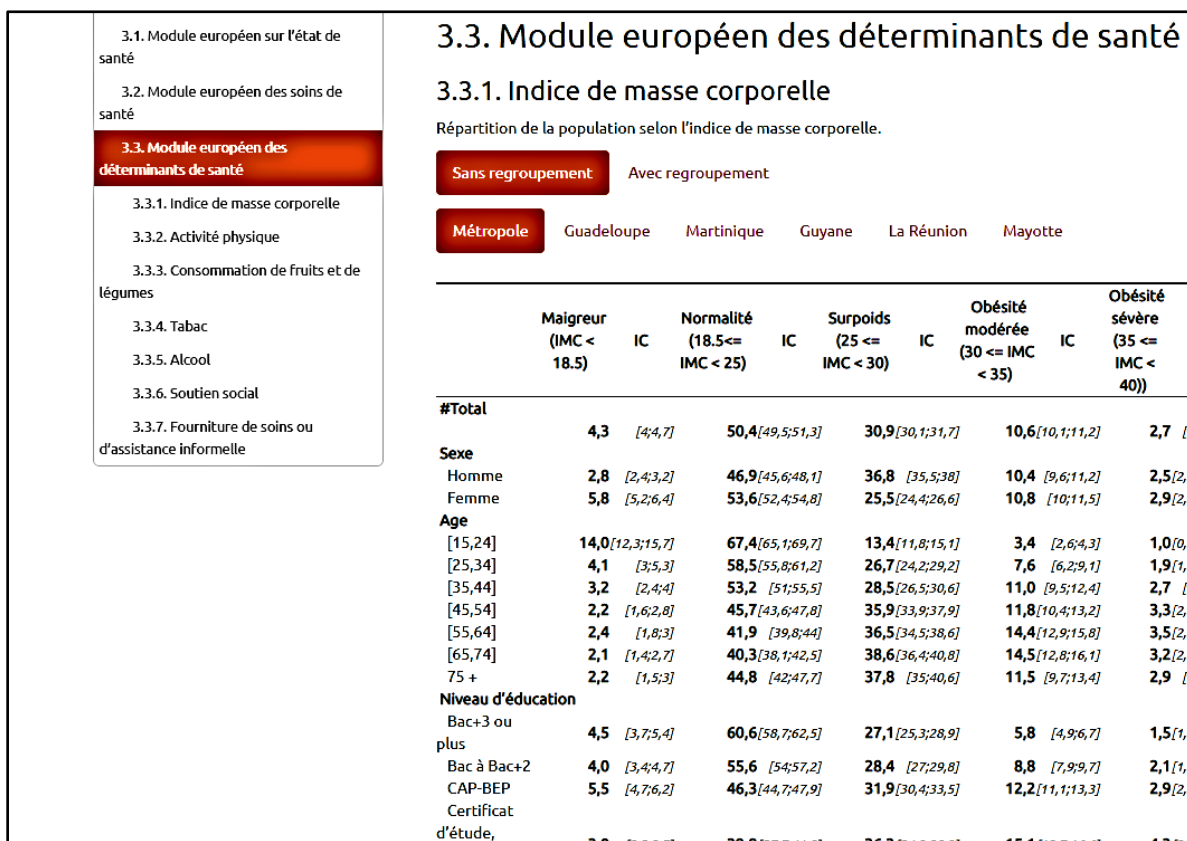 3.1. Module européen sur l'état de
santé
3.2. Module européen des soins de
santé
3.3. Module européen des
déterminants de santé
3.3.1. Indice de masse corporelle
3.3.2. Activité physique
3.3.3. Consommation de fruits et de
légumes
3.3.4. Tabac
3.3.5. Alcool
3.3.6. Soutien social
3.3.7. Fourniture de soins ou
d'assistance informelle
3.3. Module européen des déterminants de santé
3.3.1. Indice de masse corporelle
Répartition de la population selon l'indice de masse corporelle.
Sans regroupement Avec regroupement
Métropole Guadeloupe Martinique Guyane La Réunion Mayotte
Maigreur (IMC < 18.5) IC Normalité (18.5<= IMC < 25) IC Surpoids (25 <= IMC < 30) IC Obésité modérée (30 <= IMC < 35) IC Obésité sévère (35 <= IMC < 40))
#Total
4,3 [4;4,7] 50,4 [49,5;51,3] 30,9 [30,1;31,7] 10,6 [10,1;11,2] 2,7 [
Sexe
Homme 2,8 [2,4;3,2] 46,9 [45,6;48,1] 36,8 [35,5;38] 10,4 [9,6;11,2] 2,5 [2,
Femme 5,8 [5,2;6,4] 53,6 [52,4;54,8] 25,5 [24,4;26,6] 10,8 [10;11,5] 2,9 [2,
Age
[15,24] 14,0 [12,3;15,7] 67,4 [65,1;69,7] 13,4 [11,8;15,1] 3,4 [2,6;4,3] 1,0 [0,
[25,34] 4,1 [3;5,3] 58,5 [55,8;61,2] 26,7 [24,2;29,2] 7,6 [6,2;9,1] 1,9 [1,
[35,44] 3,2 [2,4;4] 53,2 [51;55,5] 28,5 [26,5;30,6] 11,0 [9,5;12,4] 2,7 [
[45,54] 2,2 [1,6;2,8] 45,7 [43,6;47,8] 35,9 [33,9;37,9] 11,8 [10,4;13,2] 3,3 [2,
[55,64] 2,4 [1,8;3] 41,9 [39,8;44] 36,5 [34,5;38,6] 14,4 [12,9;15,8] 3,5 [2,
[65,74] 2,1 [1,4;2,7] 40,3 [38,1;42,5] 38,6 [36,4;40,8] 14,5 [12,8;16,1] 3,2 [2,
75 + 2,2 [1,5;3] 44,8 [42;47,7] 37,8 [35;40,6] 11,5 [9,7;13,4] 2,9 [
Niveau d'éducation
Bac+3 ou
plus 4,5 [3,7;5,4] 60,6 [58,7;62,5] 27,1 [25,3;28,9] 5,8 [4,9;6,7] 1,5 [1,
Bac à Bac+2 4,0 [3,4;4,7] 55,6 [54;57,2] 28,4 [27;29,8] 8,8 [7,9;9,7] 2,1 [1,
CAP-BEP 5,5 [4,7;6,2] 46,3 [44,7;47,9] 31,9 [30,4;33,5] 12,2 [11,1;13,3] 2,9 [2,
Certificat
d'étude,